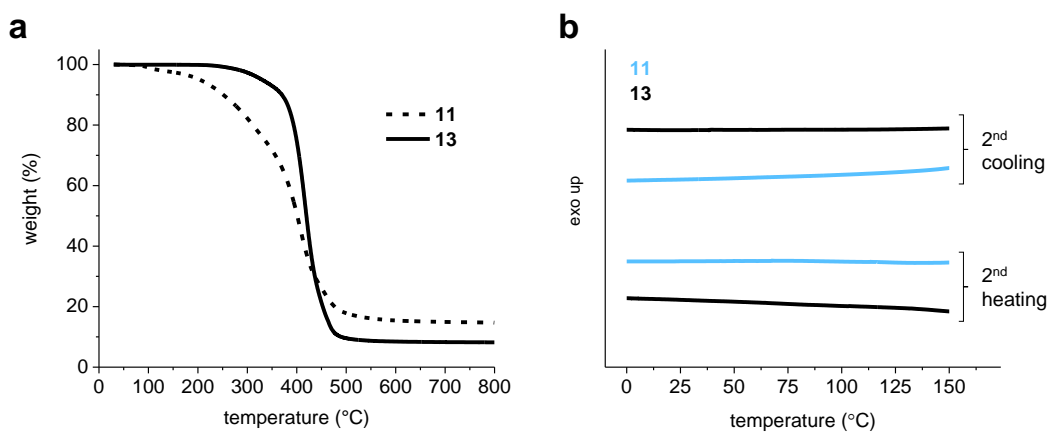 a
100
80
60
40
20
0
weight (%)
0 100 200 300 400 500 600 700 800
temperature (°C)
11
13
b
11
13
exo up
2nd
cooling
2nd
heating
0 25 50 75 100 125 150
temperature (°C)